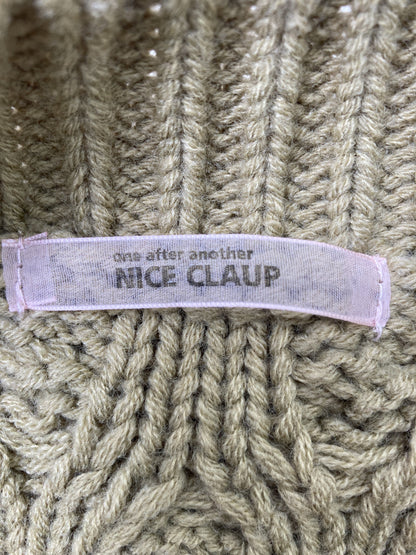 one after another
NICE CLAUP